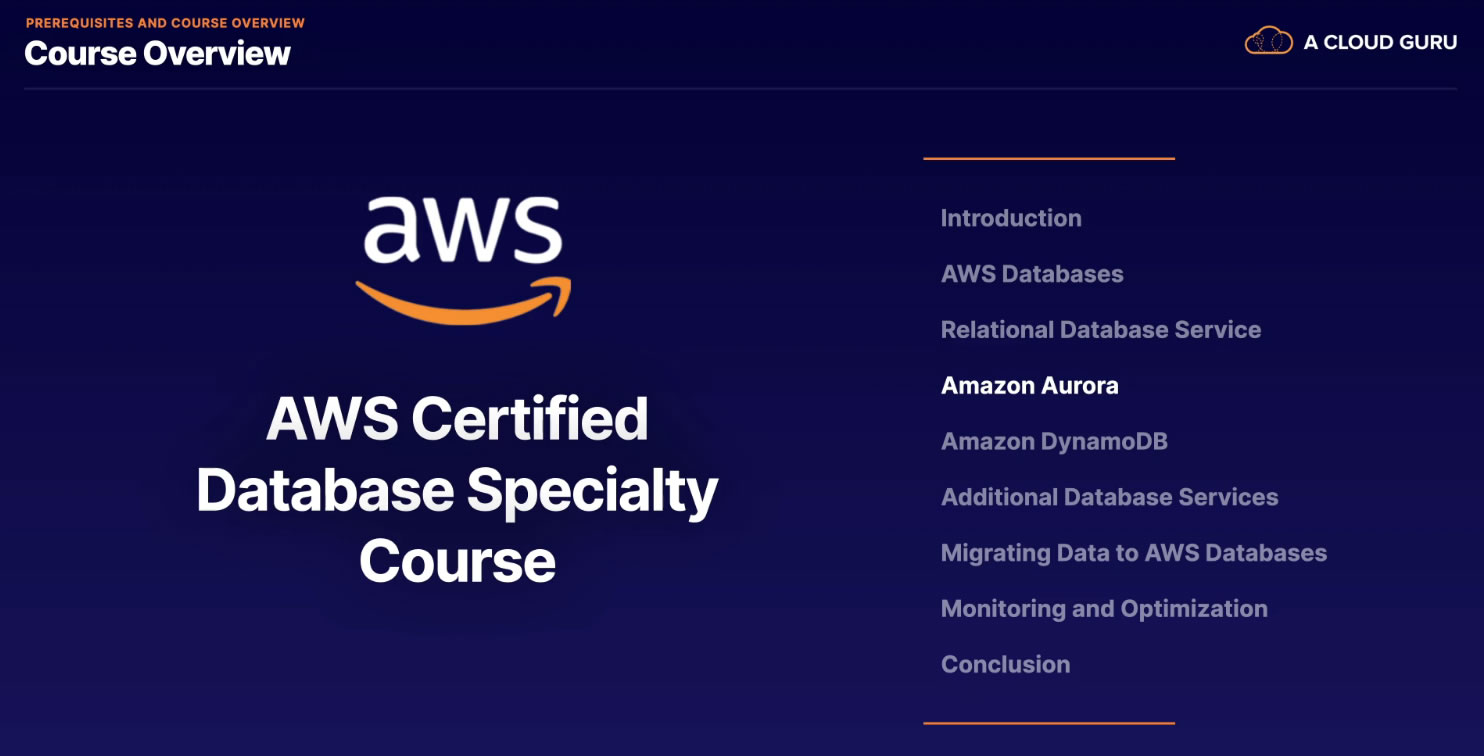 PREREQUISITES AND COURSE OVERVIEW
Course Overview
A CLOUD GURU
aws
AWS Certified
Database Specialty
Course
Introduction
AWS Databases
Relational Database Service
Amazon Aurora
Amazon DynamoDB
Additional Database Services
Migrating Data to AWS Databases
Monitoring and Optimization
Conclusion